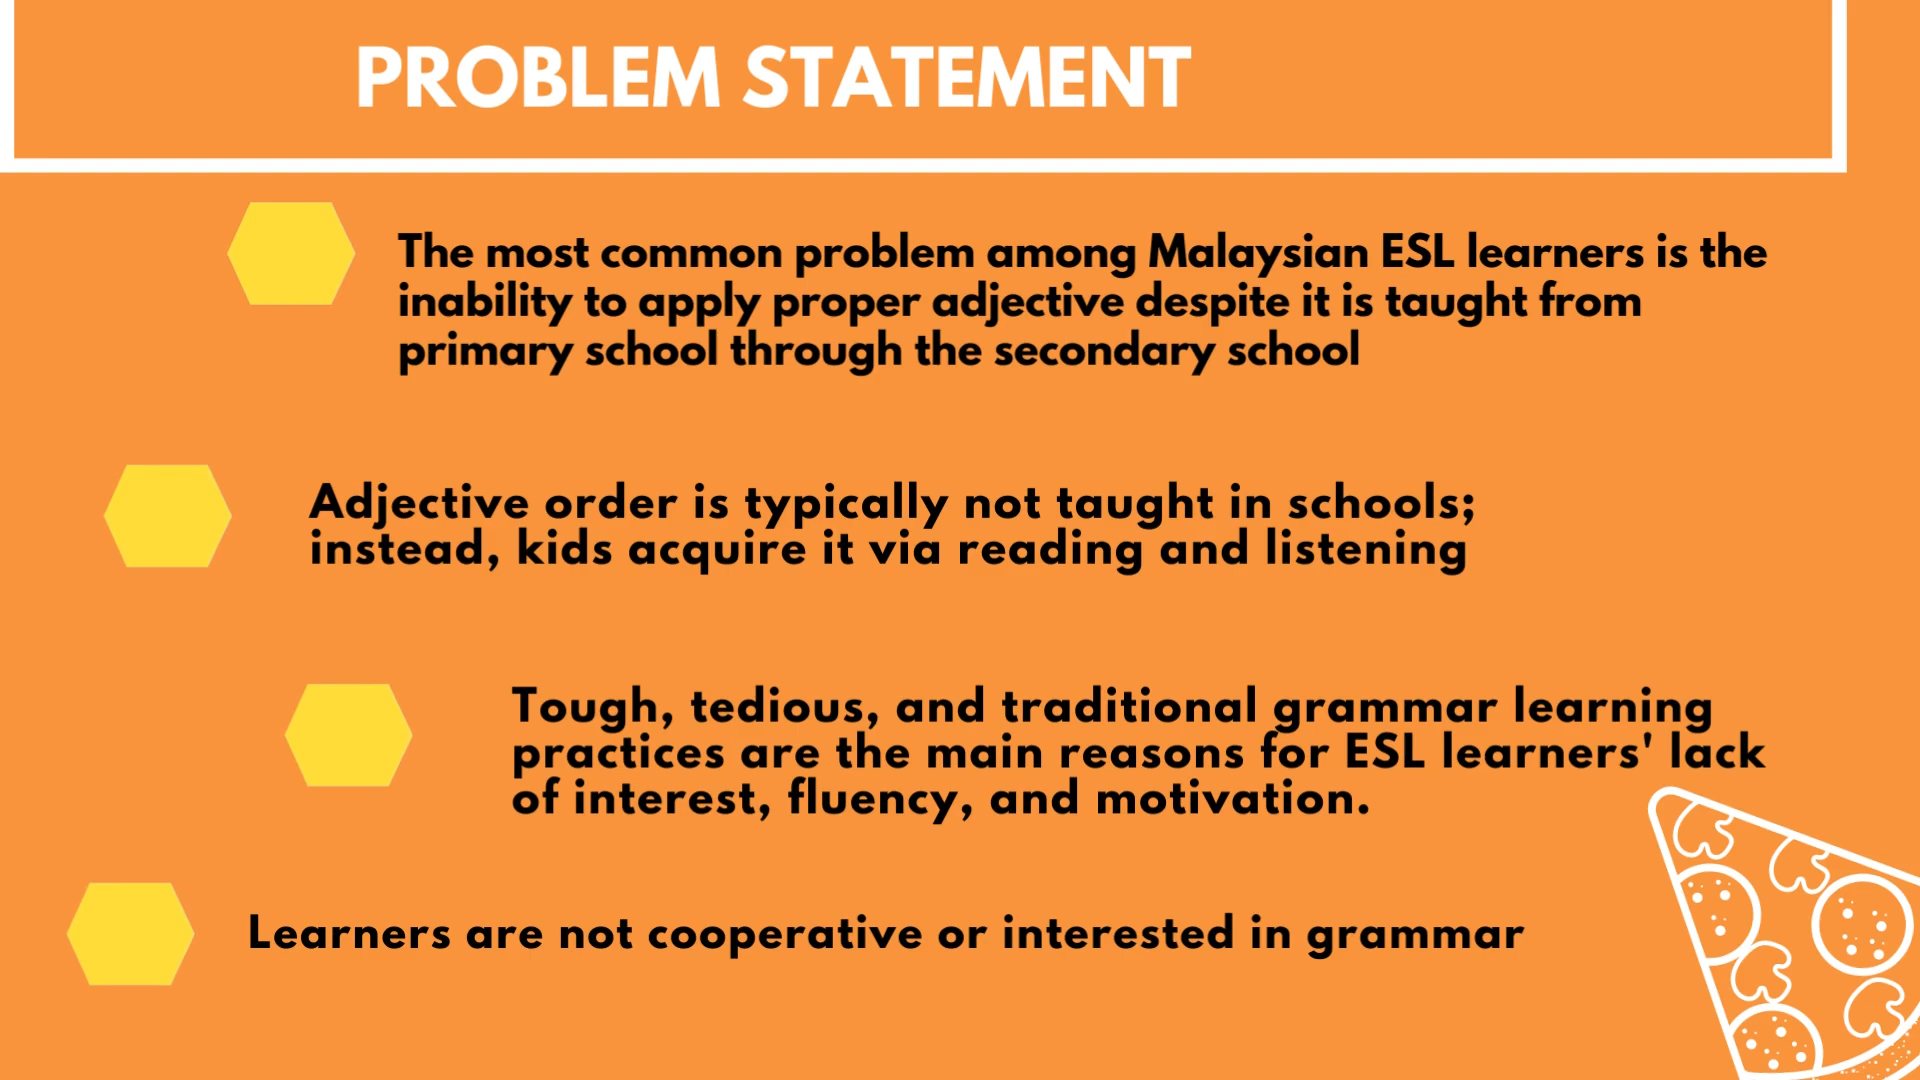 PROBLEM STATEMENT
The most common problem among Malaysian ESL learners is the
inability to apply proper adjective despite it is taught from
primary school through the secondary school
Adjective order is typically not taught in schools;
instead, kids acquire it via reading and listening
Tough, tedious, and traditional grammar learning
practices are the main reasons for ESL learners' lack
of interest, fluency, and motivation.
Learners are not cooperative or interested in grammar